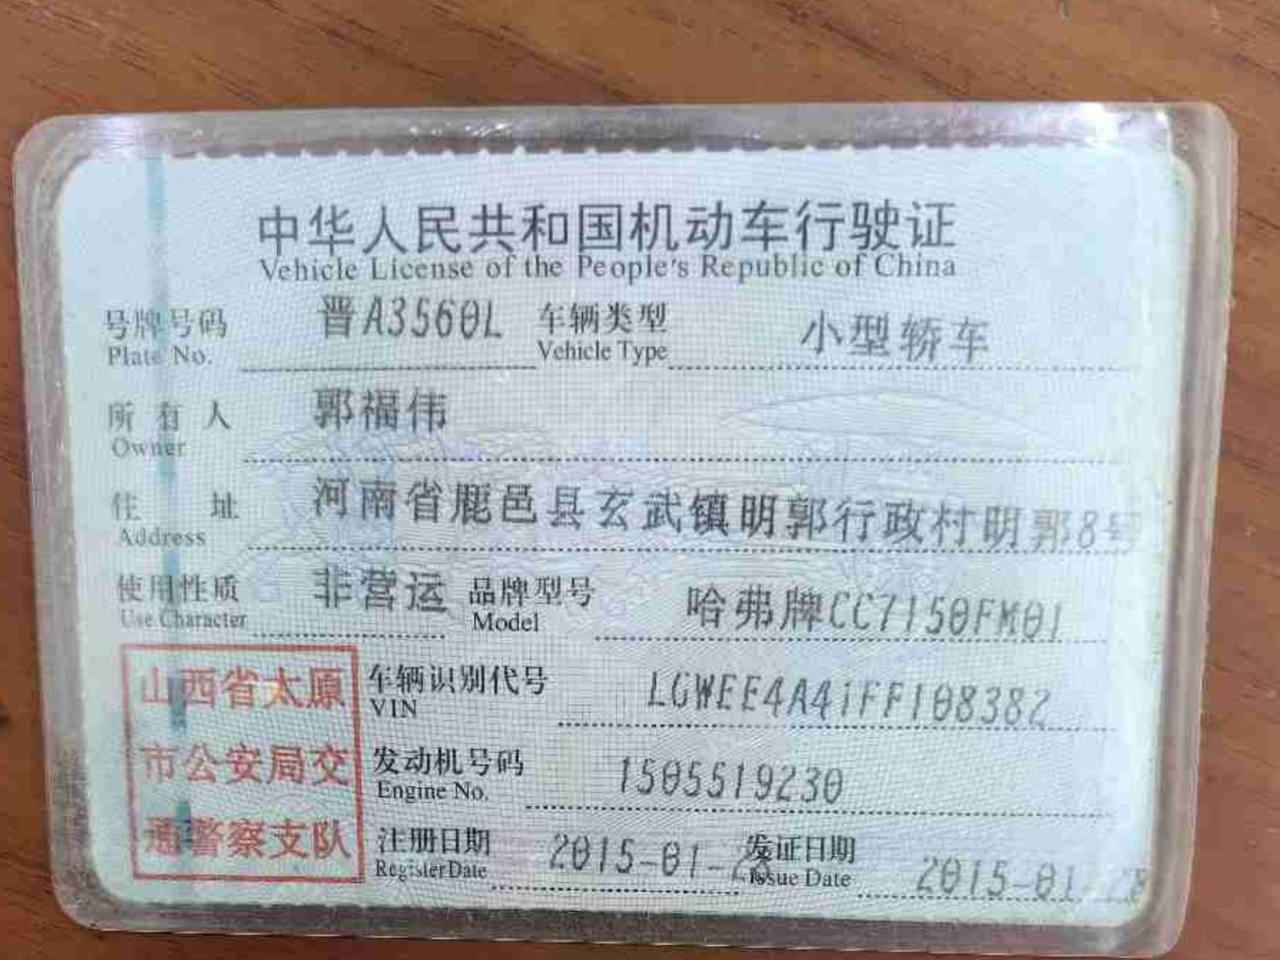 中华人民共和国机动车行驶证
Vehicle License of the People's Republic of China
号牌号码 晋A3560L 车辆类型 小型轿车
Plate No. Vehicle Type
所有人 郭福伟
Owner
住址 河南省鹿邑县玄武镇明郭行政村明郭8号
Address
使用性质 非营运 品牌型号 哈弗牌CC7150FM01
Use Character Model
山西省太原
市公安局交
通警察支队
车辆识别代号 LGWEE4A41FF108382
VIN
发动机号码 1505519230
Engine No.
注册日期 2015-01-28 发证日期 2015-01-28
Register Date Issue Date